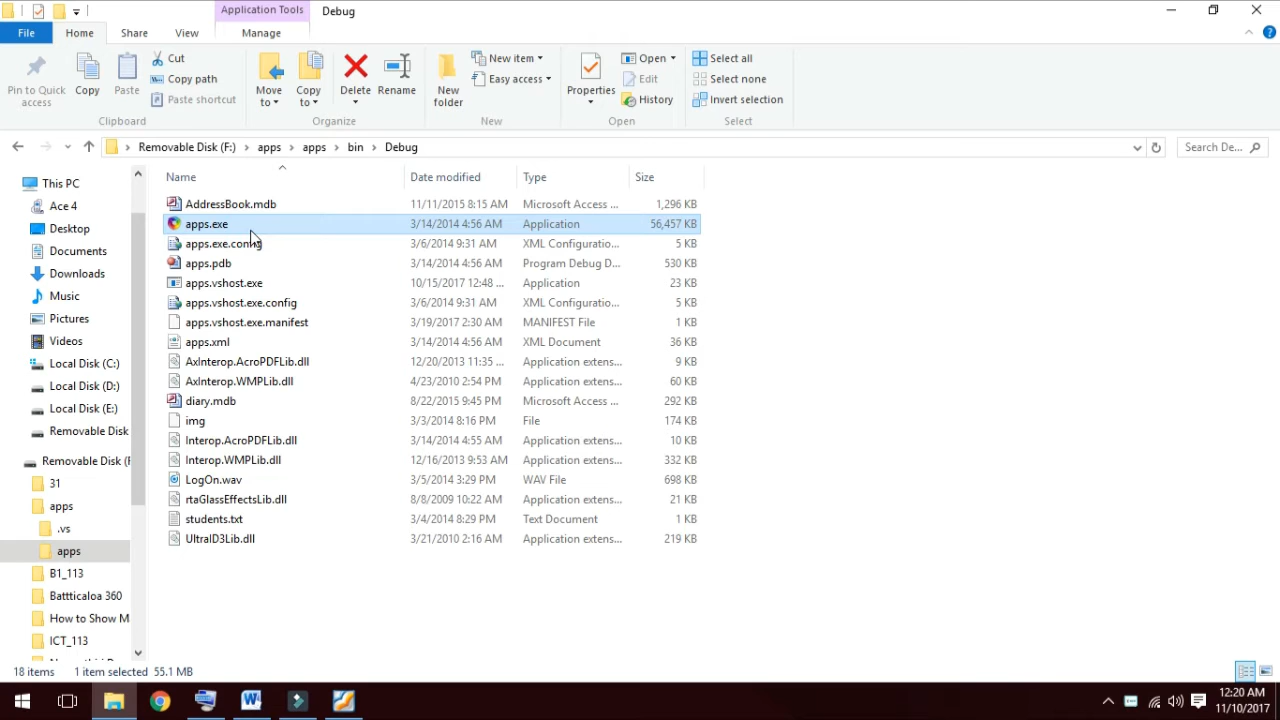 Application Tools
Debug
File
Home
Share
View
Manage
Pin to Quick access
Copy
Paste
Cut
Copy path
Paste shortcut
Clipboard
Move to
Copy to
Delete
Rename
Organize
New folder
New item
Easy access
New
Properties
Open
Edit
History
Open
Select all
Select none
Invert selection
Select
Removable Disk (F:) > apps > apps > bin > Debug
Search De...
Name Date modified Type Size
This PC
Ace 4
Desktop
Documents
Downloads
Music
Pictures
Videos
Local Disk (C:)
Local Disk (D:)
Local Disk (E:)
Removable Disk
Removable Disk (F
31
apps
.vs
apps
B1_113
Battticaloa 360
How to Show M
ICT_113
AddressBook.mdb 11/11/2015 8:15 AM Microsoft Access ... 1,296 KB
apps.exe 3/14/2014 4:56 AM Application 56,457 KB
apps.exe.config 3/6/2014 9:31 AM XML Configuratio... 5 KB
apps.pdb 3/14/2014 4:56 AM Program Debug D... 530 KB
apps.vshost.exe 10/15/2017 12:48 ... Application 23 KB
apps.vshost.exe.config 3/6/2014 9:31 AM XML Configuratio... 5 KB
apps.vshost.exe.manifest 3/19/2017 2:30 AM MANIFEST File 1 KB
apps.xml 3/14/2014 4:56 AM XML Document 36 KB
AxInterop.AcroPDFLib.dll 12/20/2013 11:35 ... Application extens... 9 KB
AxInterop.WMPLib.dll 4/23/2010 2:54 PM Application extens... 60 KB
diary.mdb 8/22/2015 9:45 PM Microsoft Access ... 292 KB
img 3/3/2014 8:16 PM File 174 KB
Interop.AcroPDFLib.dll 3/14/2014 4:55 AM Application extens... 10 KB
Interop.WMPLib.dll 12/16/2013 9:53 AM Application extens... 332 KB
LogOn.wav 3/5/2014 3:29 PM WAV File 698 KB
rtaGlassEffectsLib.dll 8/8/2009 10:22 AM Application extens... 21 KB
students.txt 3/4/2014 8:29 PM Text Document 1 KB
UltraID3Lib.dll 3/21/2010 2:16 AM Application extens... 219 KB
18 items 1 item selected 55.1 MB
12:20 AM
11/10/2017